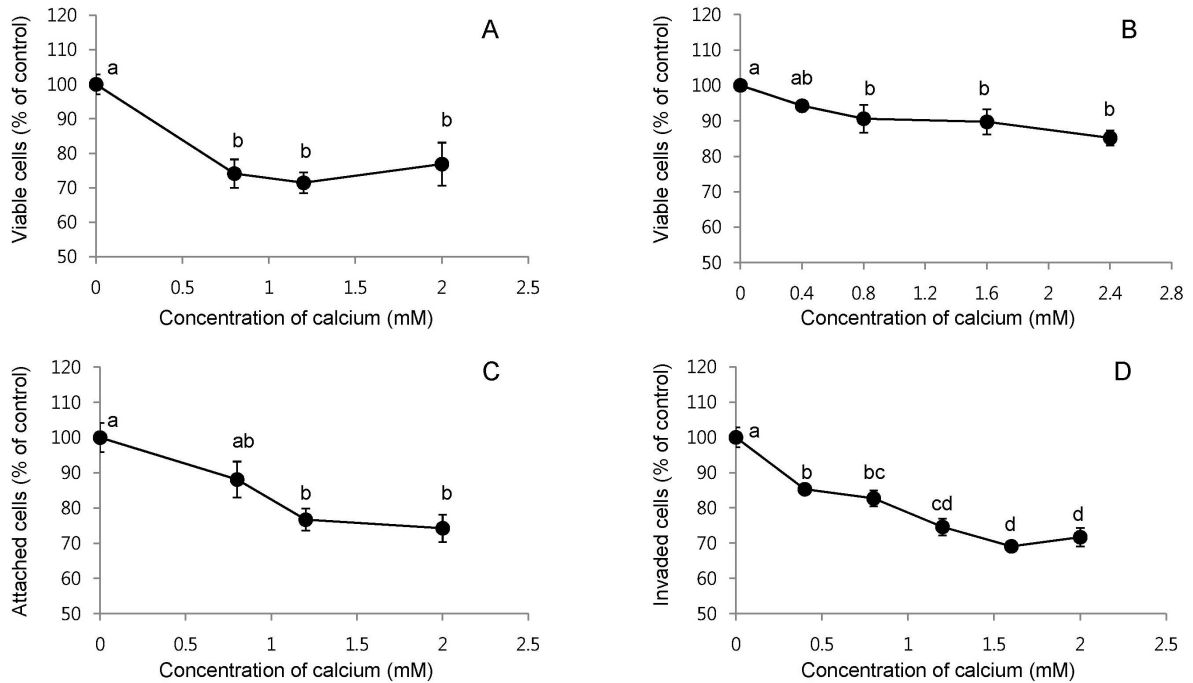 A
Viable cells (% of control)
120
110
100
90
80
70
60
50
a
b
b
b
0
0.5
1
1.5
2
2.5
Concentration of calcium (mM)
B
Viable cells (% of control)
120
110
100
90
80
70
60
50
a
ab
b
b
b
0
0.4
0.8
1.2
1.6
2
2.4
2.8
Concentration of calcium (mM)
C
Attached cells (% of control)
120
110
100
90
80
70
60
50
a
ab
b
b
0
0.5
1
1.5
2
2.5
Concentration of calcium (mM)
D
Invaded cells (% of control)
120
110
100
90
80
70
60
50
a
b
bc
cd
d
d
0
0.5
1
1.5
2
2.5
Concentration of calcium (mM)